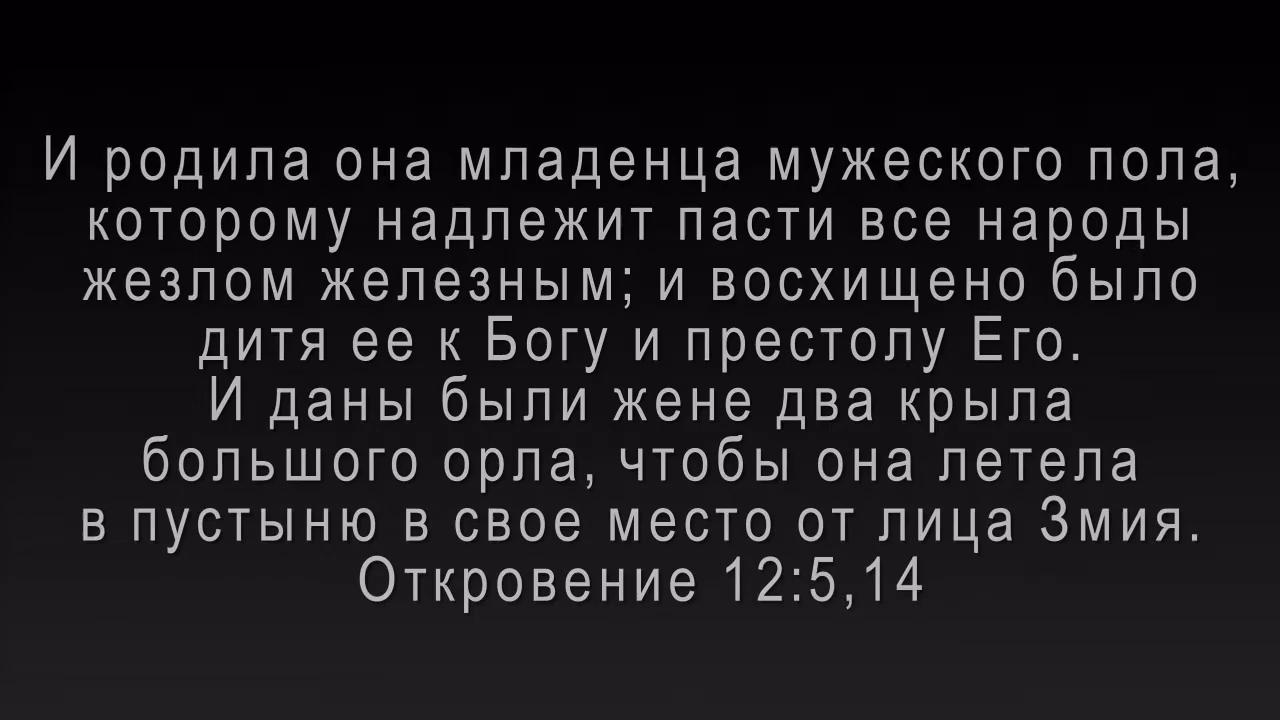 И родила она младенца мужеского пола,
которому надлежит пасти все народы
жезлом железным; и восхищено было
дитя ее к Богу и престолу Его.
И даны были жене два крыла
большого орла, чтобы она летела
в пустыню в свое место от лица Змия.
Откровение 12:5,14